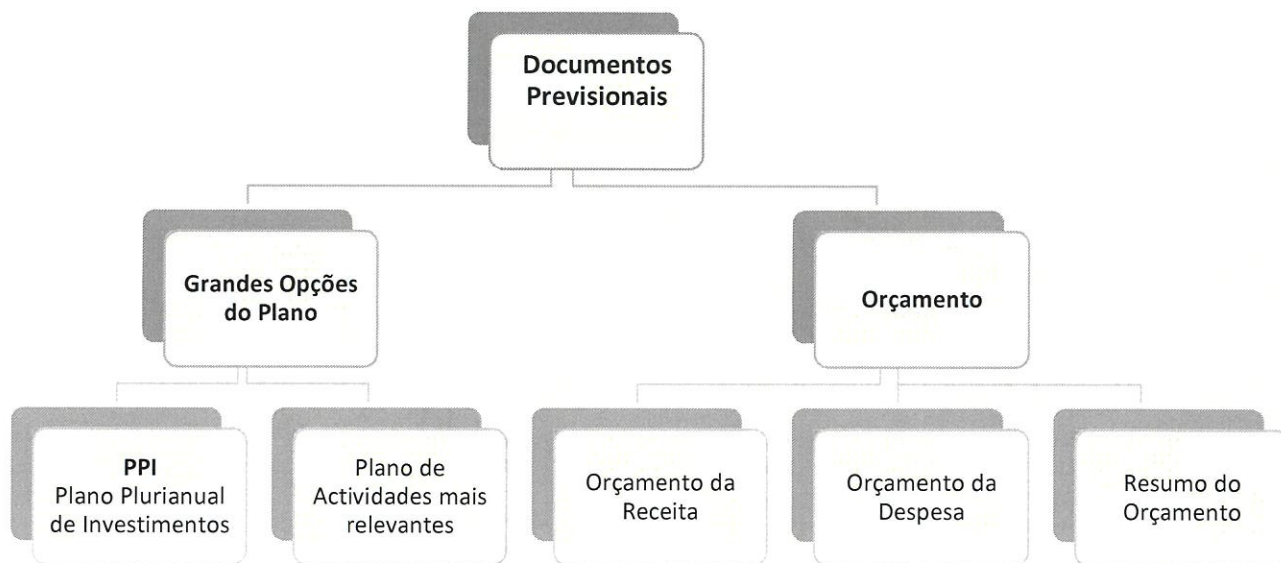 Documentos
Previsionais
Grandes Opções
do Plano
Orçamento
PPI
Plano Plurianual
de Investimentos
Plano de
Actividades mais
relevantes
Orçamento da
Receita
Orçamento da
Despesa
Resumo do
Orçamento